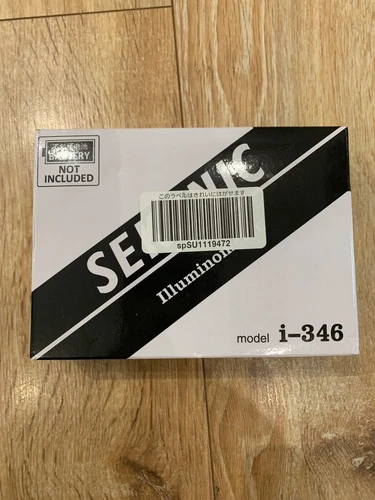 BATTERY
NOT
INCLUDED
SE NIC
このラベルはきれいにはがせます
spSU1119472
Illuminom
model i-346